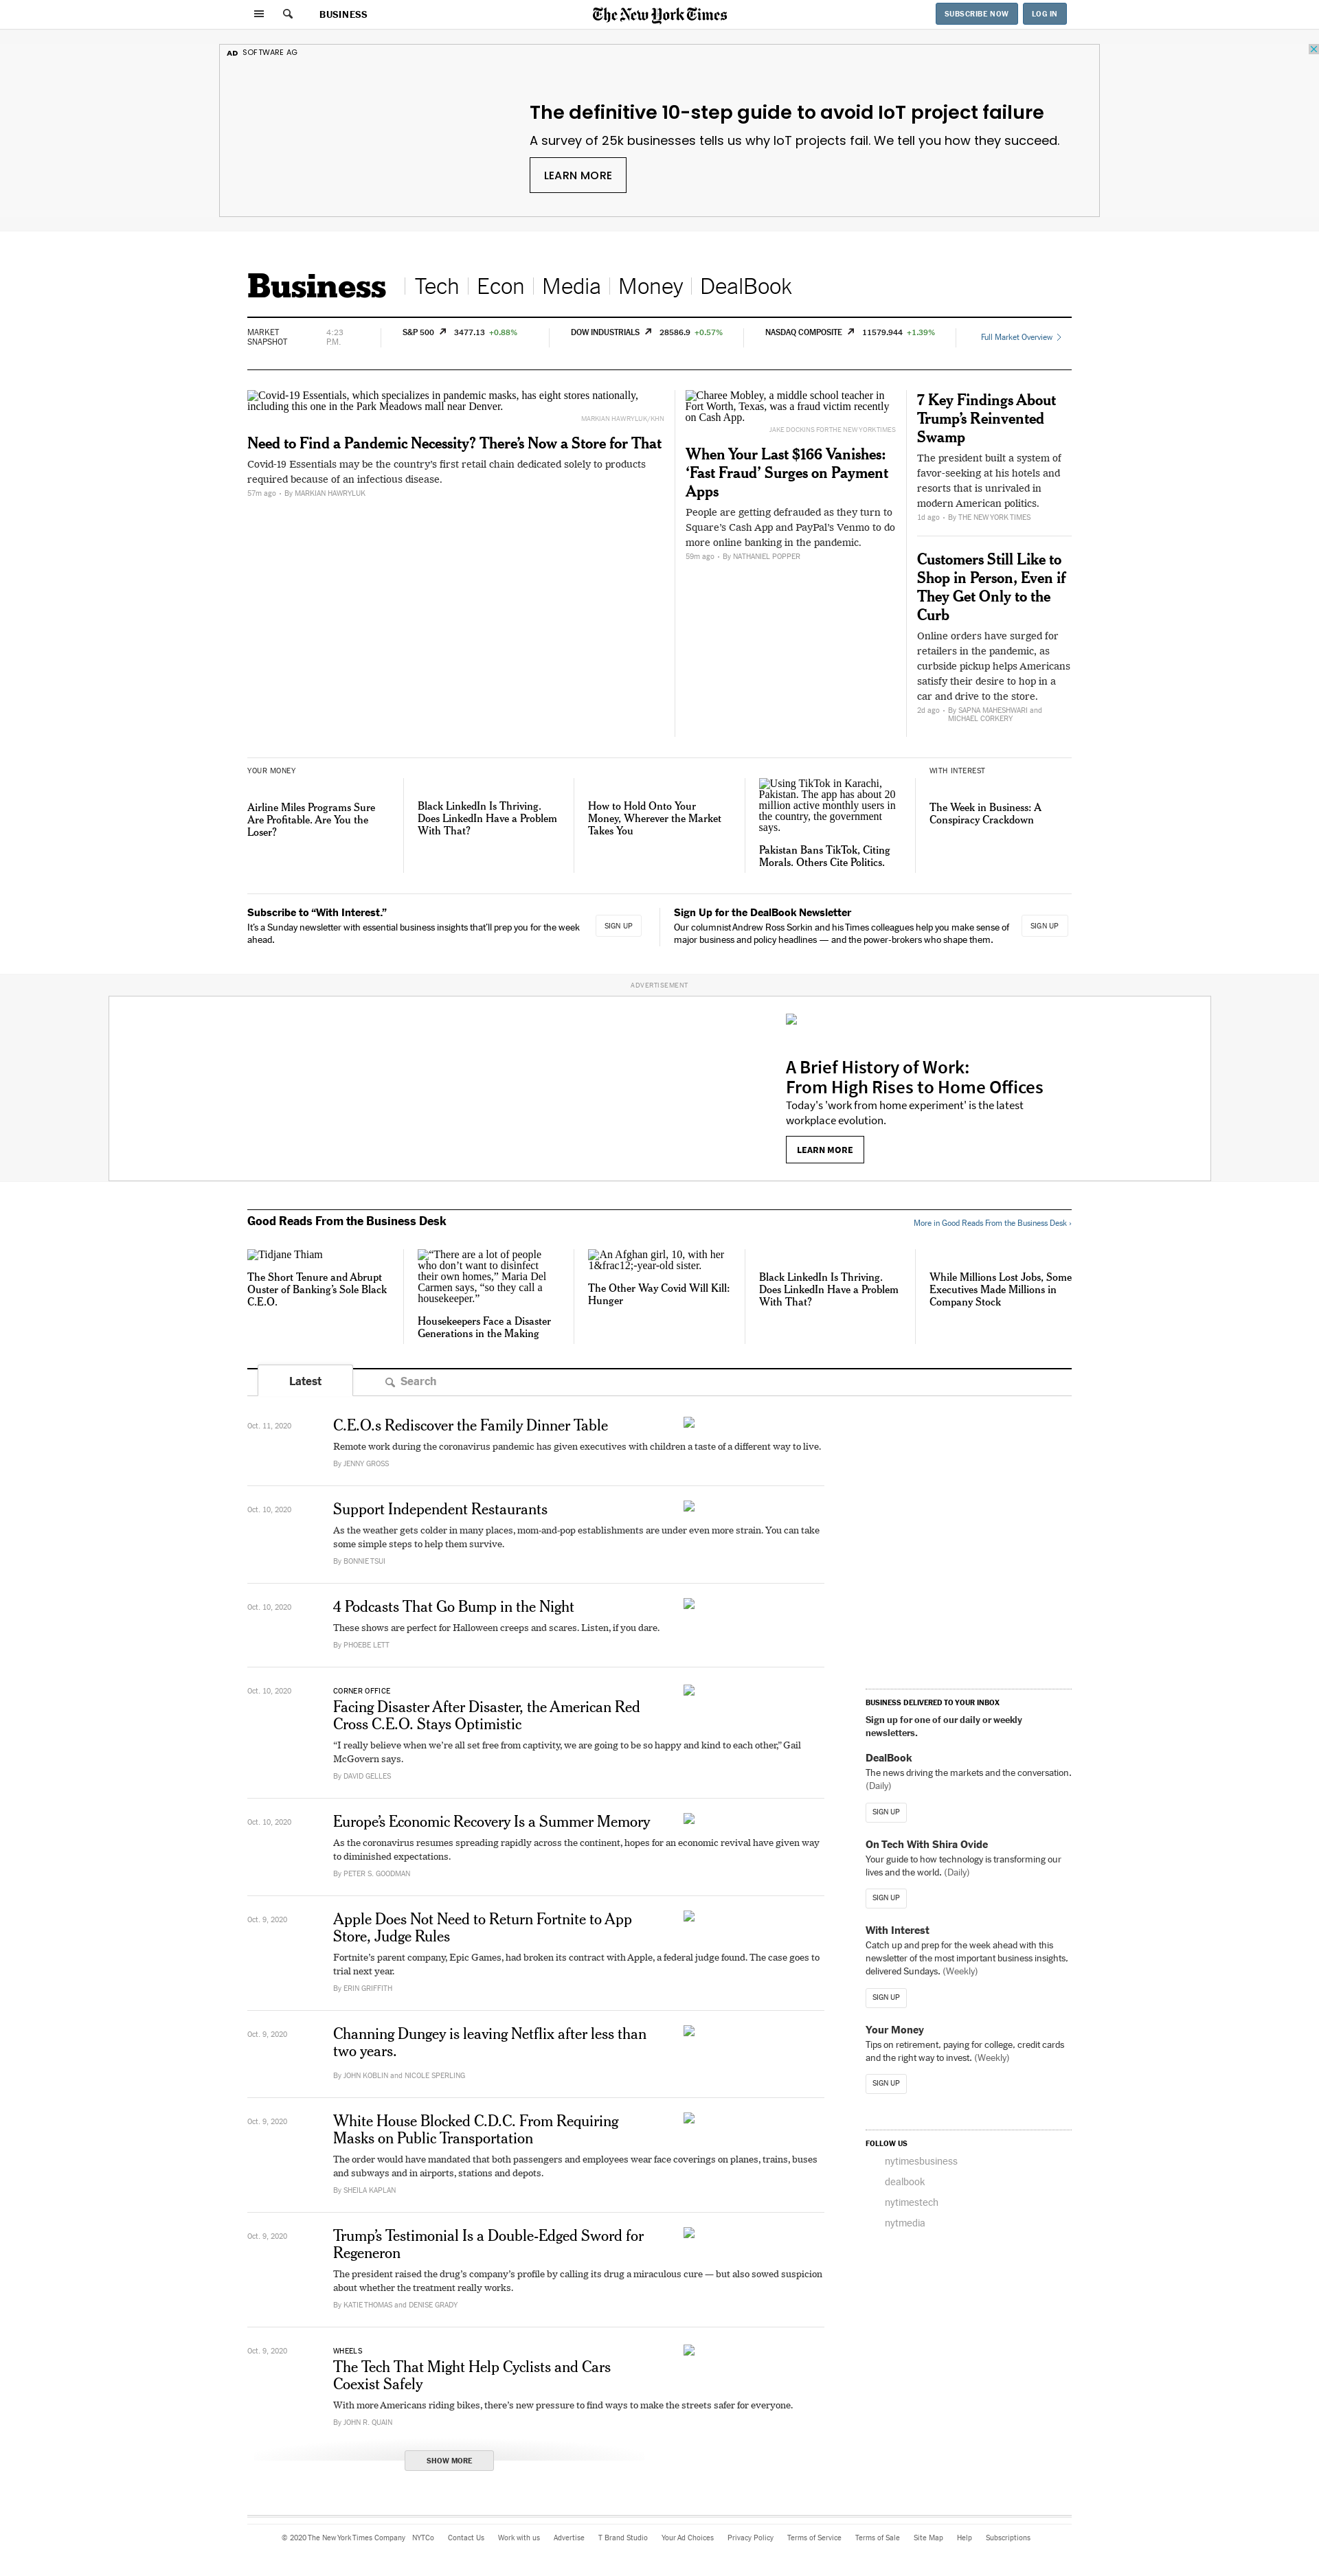 BUSINESS
The New York Times
SUBSCRIBE NOW
LOG IN
AD SOFTWARE AG
The definitive 10-step guide to avoid IoT project failure
A survey of 25k businesses tells us why IoT projects fail. We tell you how they succeed.
LEARN MORE
Business
Tech
Econ
Media
Money
DealBook
MARKET
SNAPSHOT
4:23
P.M.
S&P 500 3477.13 +0.88%
DOW INDUSTRIALS 28586.9 +0.57%
NASDAQ COMPOSITE 11579.944 +1.39%
Full Market Overview
Covid-19 Essentials, which specializes in pandemic masks, has eight stores nationally,
including this one in the Park Meadows mall near Denver.
MARKIAN HAWRYLUK/KHN
Need to Find a Pandemic Necessity? There's Now a Store for That
Covid-19 Essentials may be the country's first retail chain dedicated solely to products
required because of an infectious disease.
57m ago · By MARKIAN HAWRYLUK
Charee Mobley, a middle school teacher in
Fort Worth, Texas, was a fraud victim recently
on Cash App.
JAKE DOCKINS FOR THE NEW YORK TIMES
When Your Last $166 Vanishes:
‘Fast Fraud’ Surges on Payment
Apps
People are getting defrauded as they turn to
Square's Cash App and PayPal's Venmo to do
more online banking in the pandemic.
59m ago · By NATHANIEL POPPER
7 Key Findings About
Trump's Reinvented
Swamp
The president built a system of
favor-seeking at his hotels and
resorts that is unrivaled in
modern American politics.
1d ago · By THE NEW YORK TIMES
Customers Still Like to
Shop in Person, Even if
They Get Only to the
Curb
Online orders have surged for
retailers in the pandemic, as
curbside pickup helps Americans
satisfy their desire to hop in a
car and drive to the store.
2d ago · By SAPNA MAHESHWARI and
MICHAEL CORKERY
YOUR MONEY
Airline Miles Programs Sure
Are Profitable. Are You the
Loser?
Black LinkedIn Is Thriving.
Does LinkedIn Have a Problem
With That?
How to Hold Onto Your
Money, Wherever the Market
Takes You
Using TikTok in Karachi,
Pakistan. The app has about 20
million active monthly users in
the country, the government
says.
Pakistan Bans TikTok, Citing
Morals. Others Cite Politics.
WITH INTEREST
The Week in Business: A
Conspiracy Crackdown
Subscribe to “With Interest.”
It's a Sunday newsletter with essential business insights that'll prep you for the week
ahead.
SIGN UP
Sign Up for the DealBook Newsletter
Our columnist Andrew Ross Sorkin and his Times colleagues help you make sense of
major business and policy headlines — and the power-brokers who shape them.
SIGN UP
ADVERTISEMENT
A Brief History of Work:
From High Rises to Home Offices
Today's 'work from home experiment' is the latest
workplace evolution.
LEARN MORE
Good Reads From the Business Desk
More in Good Reads From the Business Desk ›
Tidjane Thiam
The Short Tenure and Abrupt
Ouster of Banking's Sole Black
C.E.O.
“There are a lot of people
who don't want to disinfect
their own homes,” Maria Del
Carmen says, “so they call a
housekeeper.”
Housekeepers Face a Disaster
Generations in the Making
An Afghan girl, 10, with her
1&frac12;-year-old sister.
The Other Way Covid Will Kill:
Hunger
Black LinkedIn Is Thriving.
Does LinkedIn Have a Problem
With That?
While Millions Lost Jobs, Some
Executives Made Millions in
Company Stock
Latest
Search
Oct. 11, 2020
C.E.O.s Rediscover the Family Dinner Table
Remote work during the coronavirus pandemic has given executives with children a taste of a different way to live.
By JENNY GROSS
Oct. 10, 2020
Support Independent Restaurants
As the weather gets colder in many places, mom-and-pop establishments are under even more strain. You can take
some simple steps to help them survive.
By BONNIE TSUI
Oct. 10, 2020
4 Podcasts That Go Bump in the Night
These shows are perfect for Halloween creeps and scares. Listen, if you dare.
By PHOEBE LETT
Oct. 10, 2020
CORNER OFFICE
Facing Disaster After Disaster, the American Red
Cross C.E.O. Stays Optimistic
“I really believe when we're all set free from captivity, we are going to be so happy and kind to each other,” Gail
McGovern says.
By DAVID GELLES
Oct. 10, 2020
Europe's Economic Recovery Is a Summer Memory
As the coronavirus resumes spreading rapidly across the continent, hopes for an economic revival have given way
to diminished expectations.
By PETER S. GOODMAN
Oct. 9, 2020
Apple Does Not Need to Return Fortnite to App
Store, Judge Rules
Fortnite's parent company, Epic Games, had broken its contract with Apple, a federal judge found. The case goes to
trial next year.
By ERIN GRIFFITH
Oct. 9, 2020
Channing Dungey is leaving Netflix after less than
two years.
By JOHN KOBLIN and NICOLE SPERLING
Oct. 9, 2020
White House Blocked C.D.C. From Requiring
Masks on Public Transportation
The order would have mandated that both passengers and employees wear face coverings on planes, trains, buses
and subways and in airports, stations and depots.
By SHEILA KAPLAN
Oct. 9, 2020
Trump's Testimonial Is a Double-Edged Sword for
Regeneron
The president raised the drug's company's profile by calling its drug a miraculous cure — but also sowed suspicion
about whether the treatment really works.
By KATIE THOMAS and DENISE GRADY
Oct. 9, 2020
WHEELS
The Tech That Might Help Cyclists and Cars
Coexist Safely
With more Americans riding bikes, there's new pressure to find ways to make the streets safer for everyone.
By JOHN R. QUAIN
SHOW MORE
BUSINESS DELIVERED TO YOUR INBOX
Sign up for one of our daily or weekly
newsletters.
DealBook
The news driving the markets and the conversation.
(Daily)
SIGN UP
On Tech With Shira Ovide
Your guide to how technology is transforming our
lives and the world. (Daily)
SIGN UP
With Interest
Catch up and prep for the week ahead with this
newsletter of the most important business insights,
delivered Sundays. (Weekly)
SIGN UP
Your Money
Tips on retirement, paying for college, credit cards
and the right way to invest. (Weekly)
SIGN UP
FOLLOW US
nytimesbusiness
dealbook
nytimestech
nytmedia
© 2020 The New York Times Company NYTCo Contact Us Work with us Advertise T Brand Studio Your Ad Choices Privacy Policy Terms of Service Terms of Sale Site Map Help Subscriptions